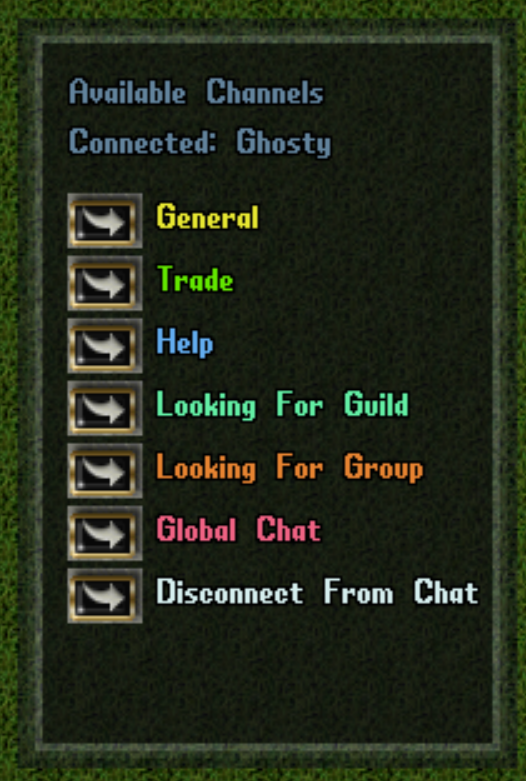 Available Channels
Connected: Ghosty
General
Trade
Help
Looking For Guild
Looking For Group
Global Chat
Disconnect From Chat